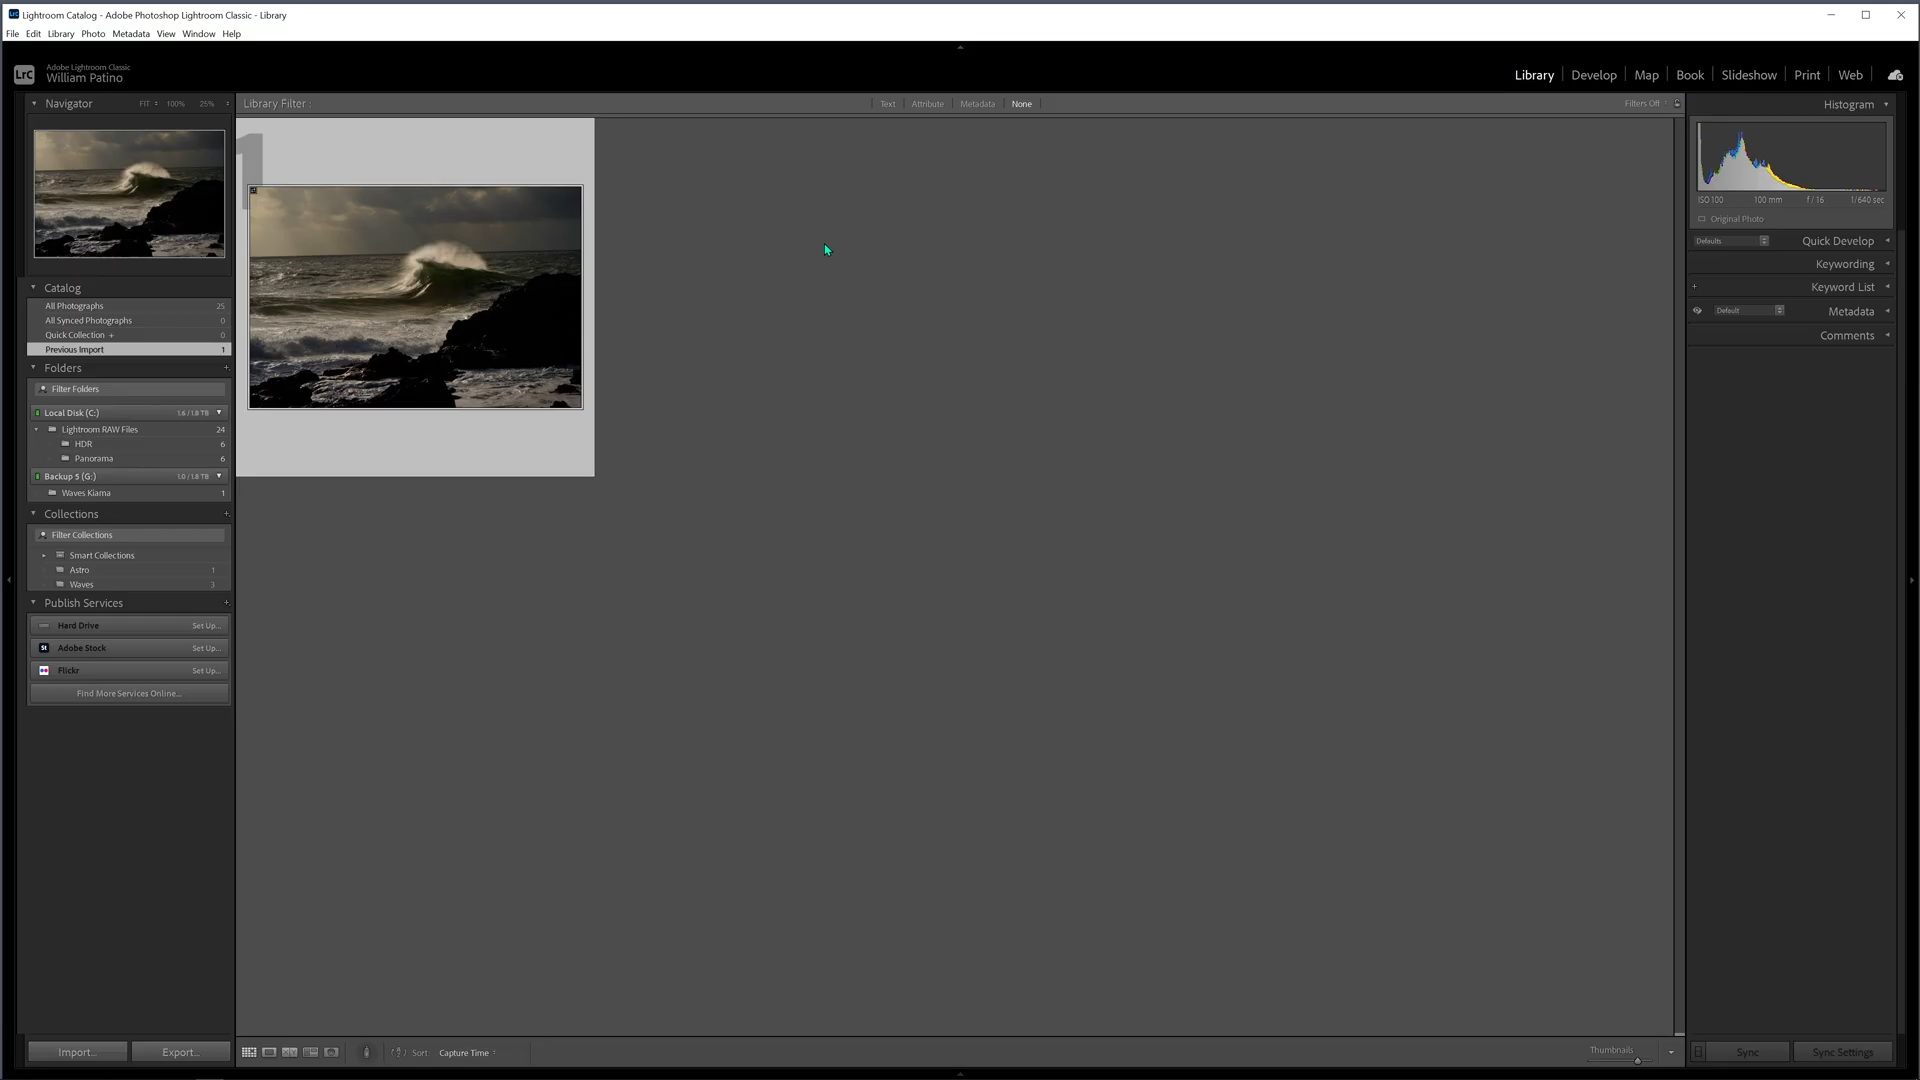 Lightroom Catalog - Adobe Photoshop Lightroom Classic - Library
File Edit Library Photo Metadata View Window Help
LrC Adobe Lightroom Classic
William Patino
Library | Develop | Map | Book | Slideshow | Print | Web
Navigator FIT 100% 25%
Library Filter : Text Attribute Metadata None Filters Off
Histogram
1
ISO 100 100 mm f / 16 1/640 sec
Original Photo
Defaults Quick Develop
Keywording
+ Keyword List
Default Metadata
Comments
Catalog
All Photographs 25
All Synced Photographs 0
Quick Collection + 0
Previous Import 1
Folders +
Filter Folders
Local Disk (C:) 1.6 / 1.8 TB
Lightroom RAW Files 24
HDR 6
Panorama 6
Backup 5 (G:) 1.0 / 1.8 TB
Waves Kiama 1
Collections +
Filter Collections
Smart Collections
Astro 1
Waves 3
Publish Services +
Hard Drive Set Up...
St Adobe Stock Set Up...
Flickr Set Up...
Find More Services Online...
Import... Export...
Sort: Capture Time
Thumbnails
Sync Sync Settings